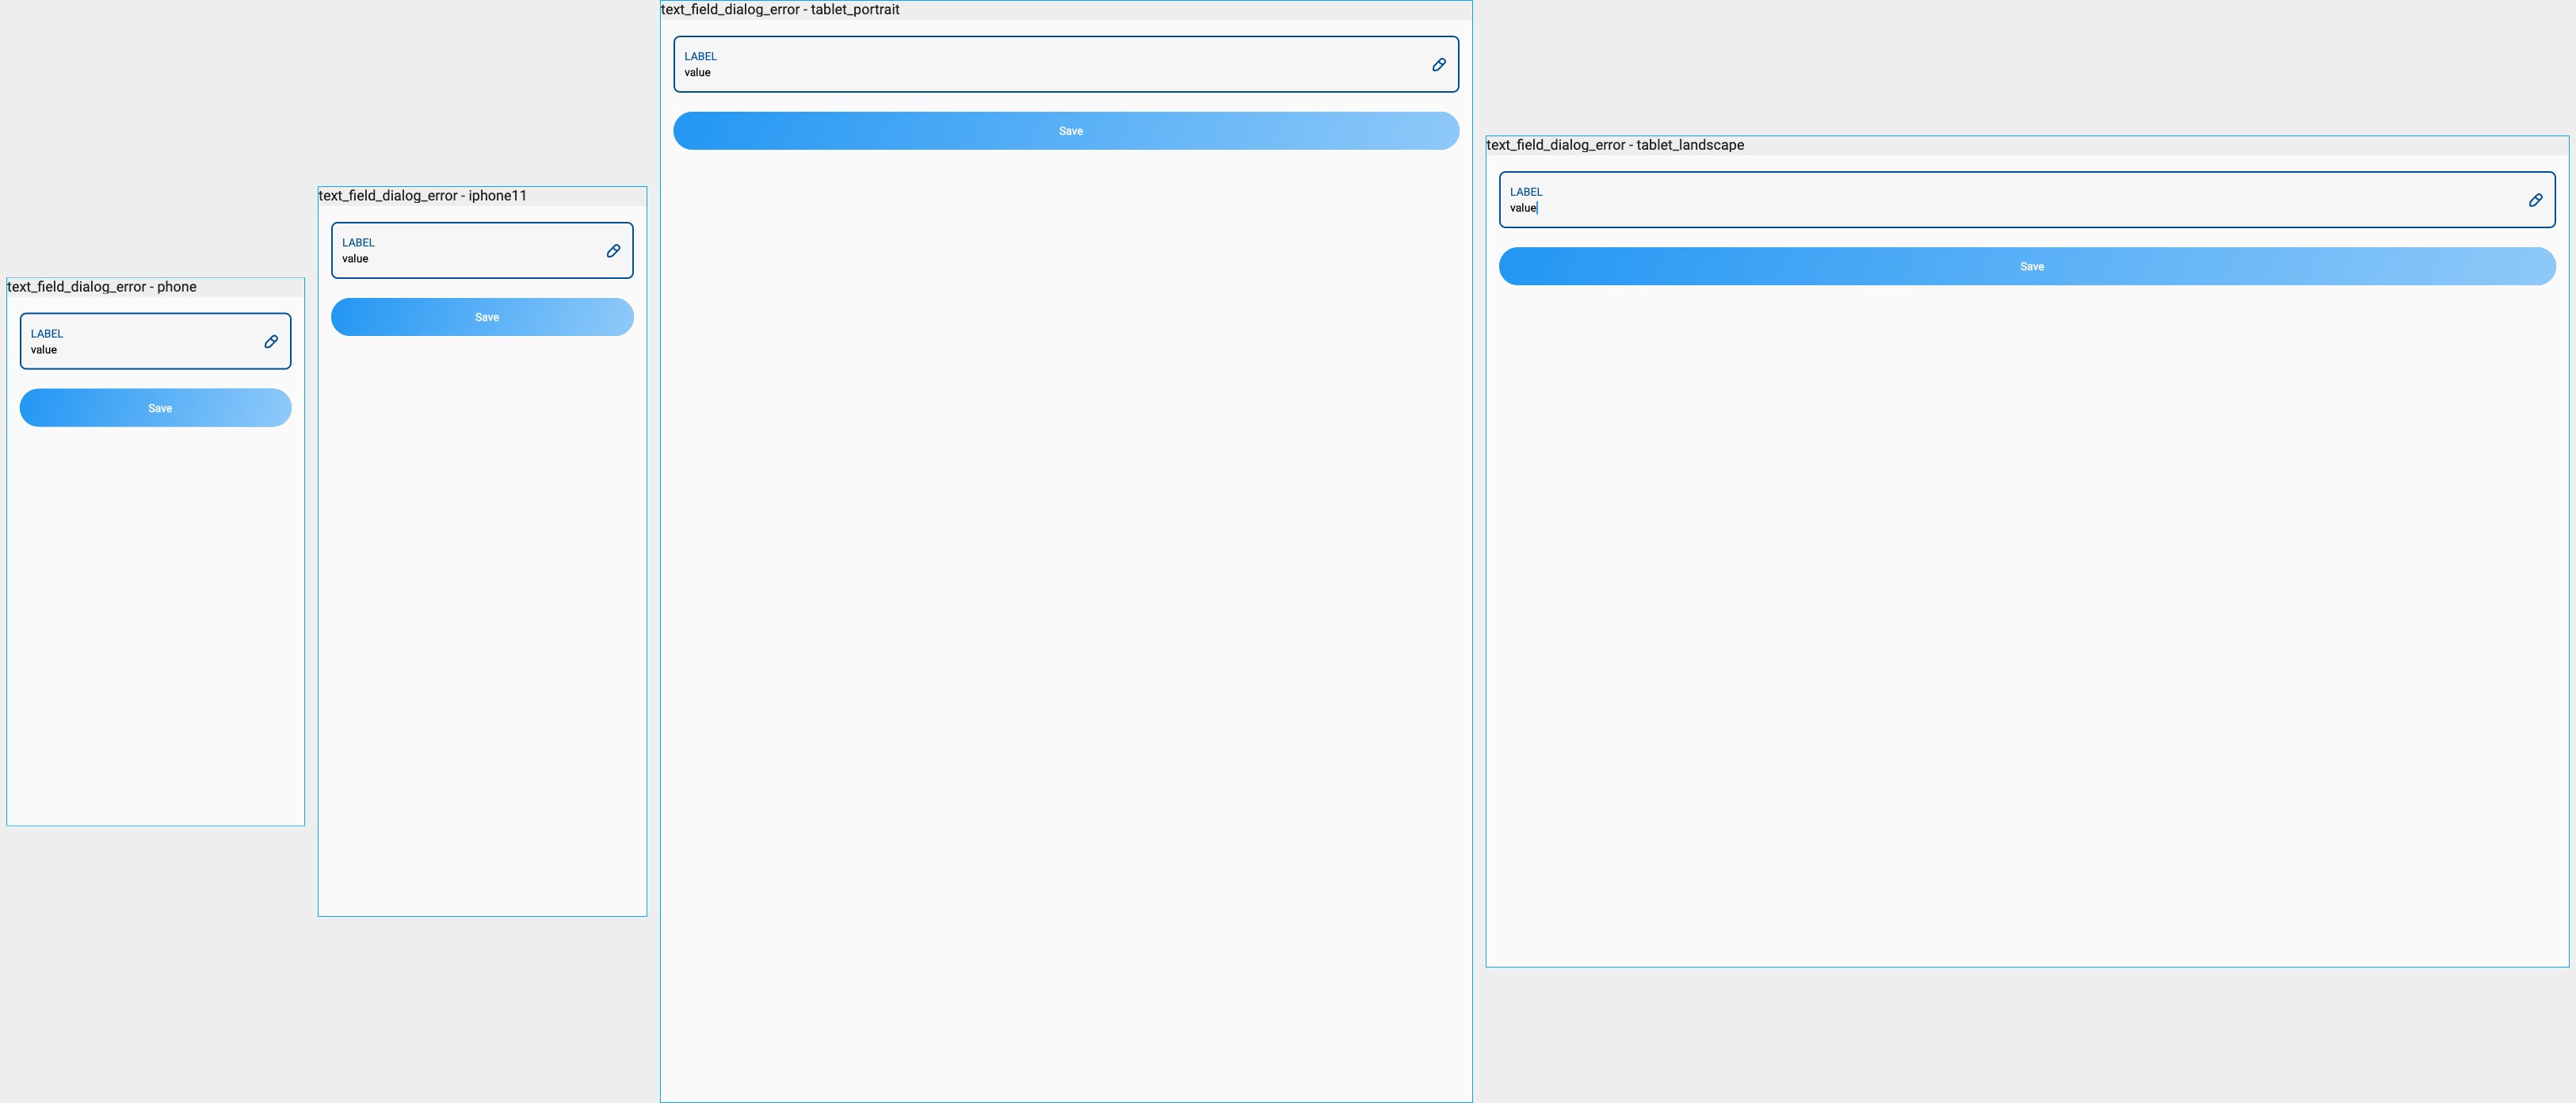 text_field_dialog_error - phone
LABEL
value
Save
text_field_dialog_error - iphone11
LABEL
value
Save
text_field_dialog_error - tablet_portrait
LABEL
value
Save
text_field_dialog_error - tablet_landscape
LABEL
value
Save